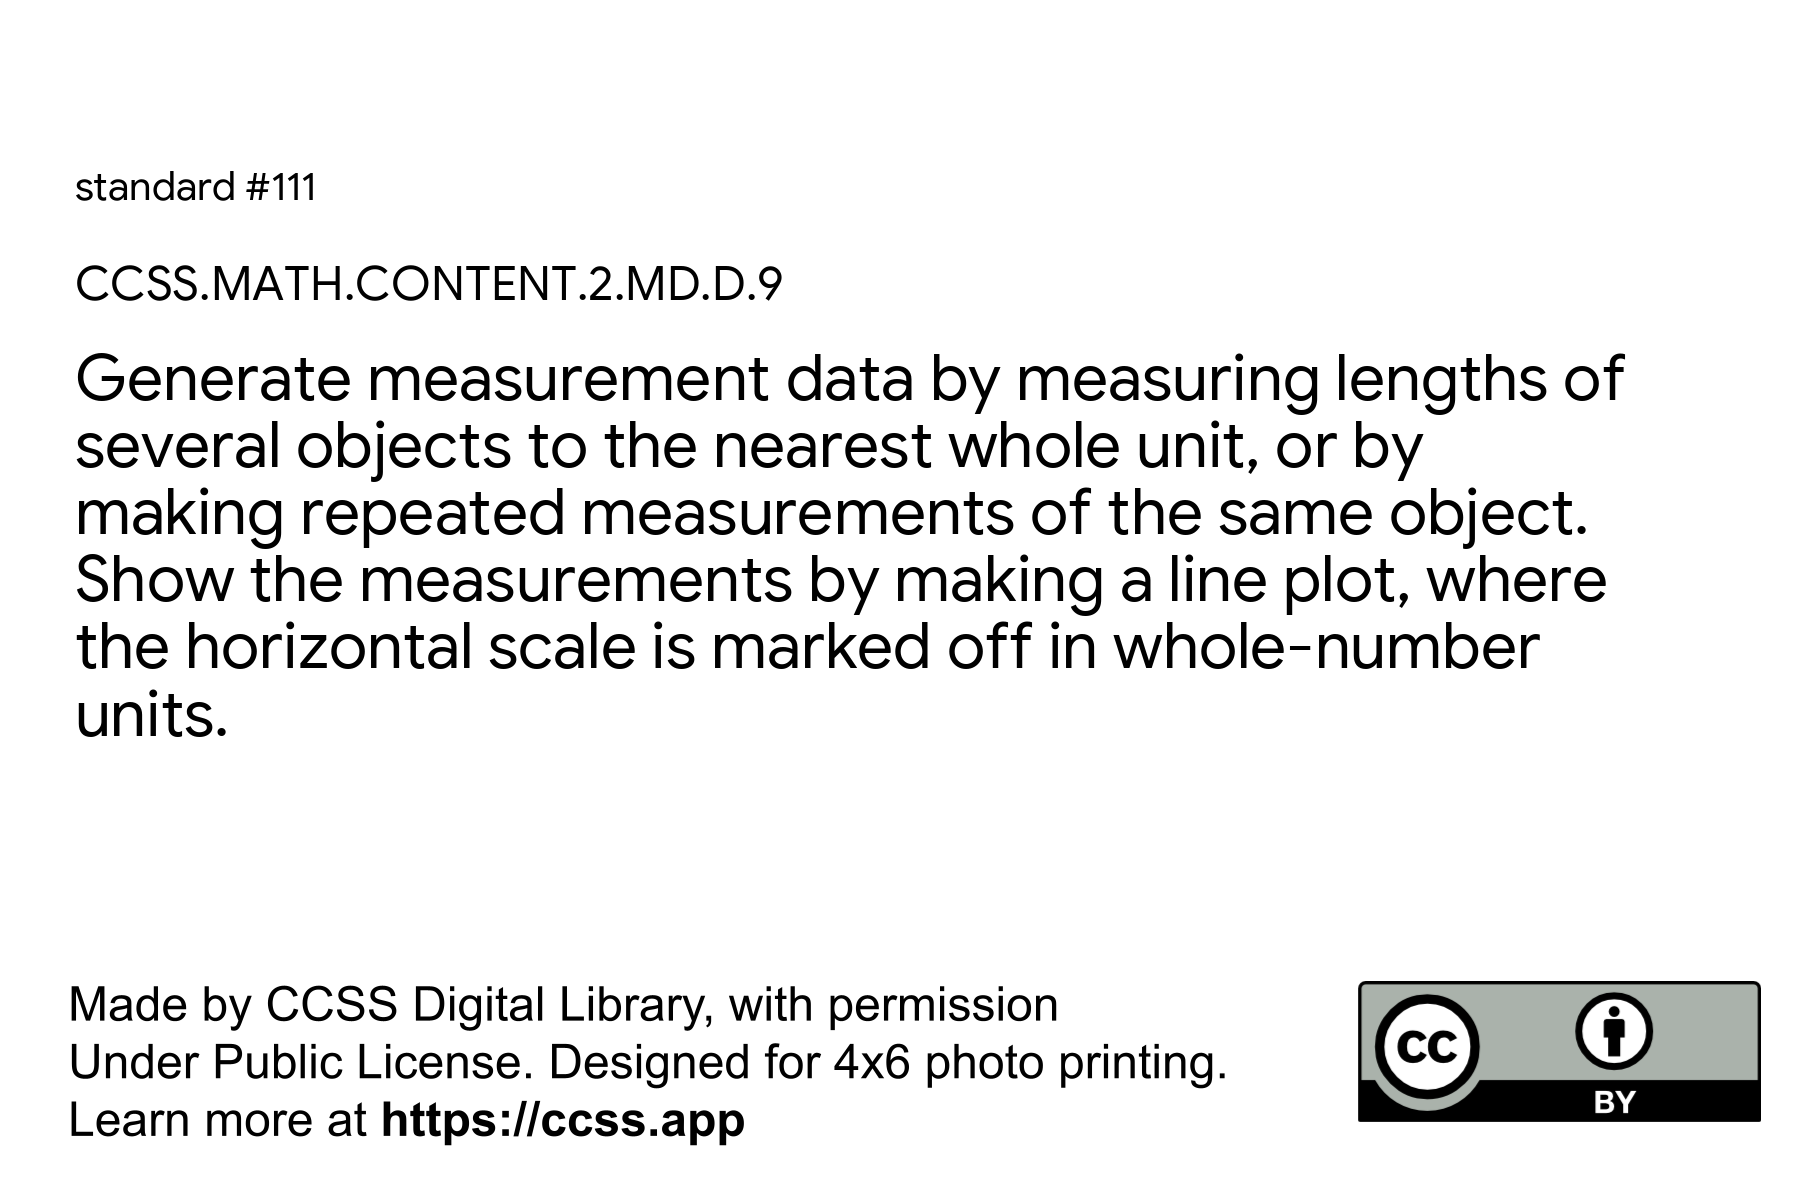 standard #111
CCSS.MATH.CONTENT.2.MD.D.9
Generate measurement data by measuring lengths of
several objects to the nearest whole unit, or by
making repeated measurements of the same object.
Show the measurements by making a line plot, where
the horizontal scale is marked off in whole-number
units.
Made by CCSS Digital Library, with permission
Under Public License. Designed for 4x6 photo printing.
Learn more at https://ccss.app
cc
BY